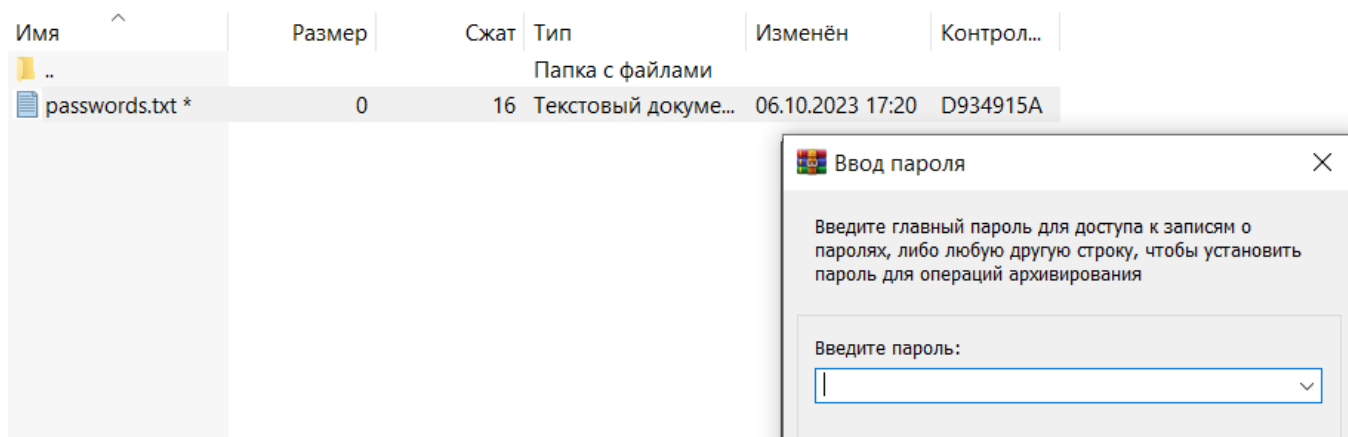 Имя Размер Сжат Тип Изменён Контрол...
.. Папка с файлами
passwords.txt * 0 16 Текстовый докуме... 06.10.2023 17:20 D934915A
Ввод пароля
Введите главный пароль для доступа к записям о
паролях, либо любую другую строку, чтобы установить
пароль для операций архивирования
Введите пароль: